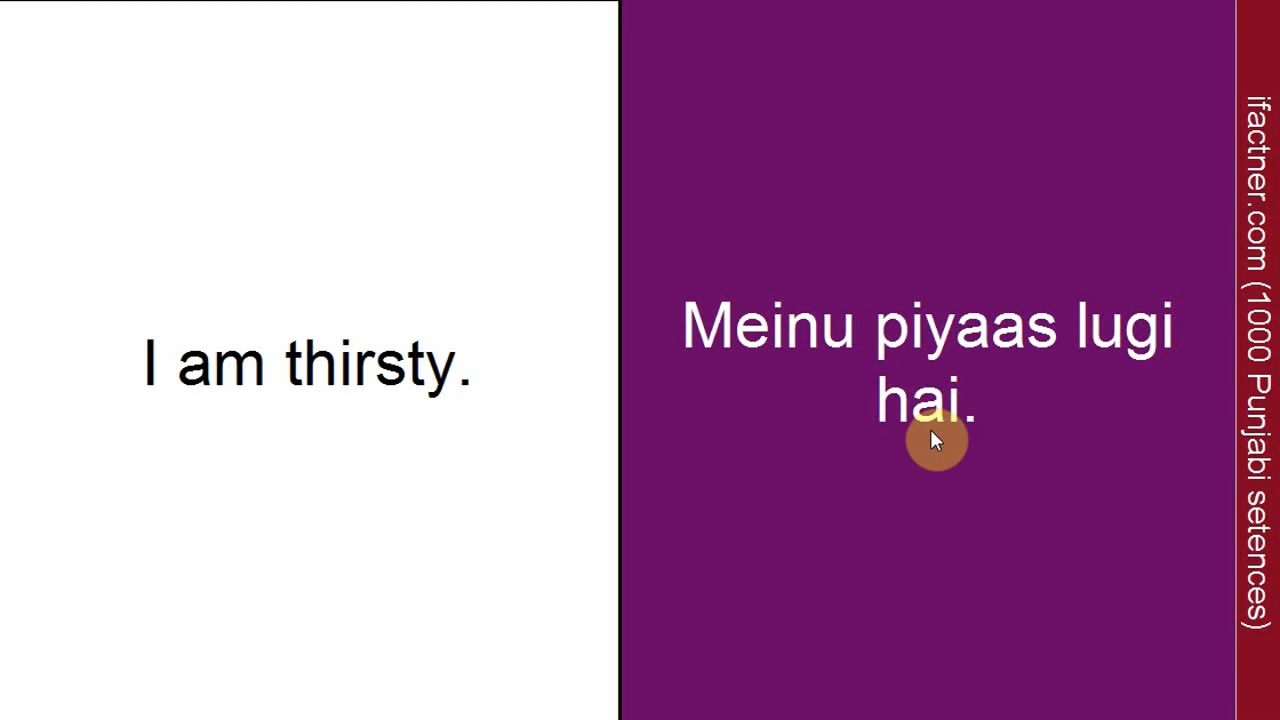 I am thirsty.
Meinu piyaas lugi
hai.
ifactner.com (1000 Punjabi setences)